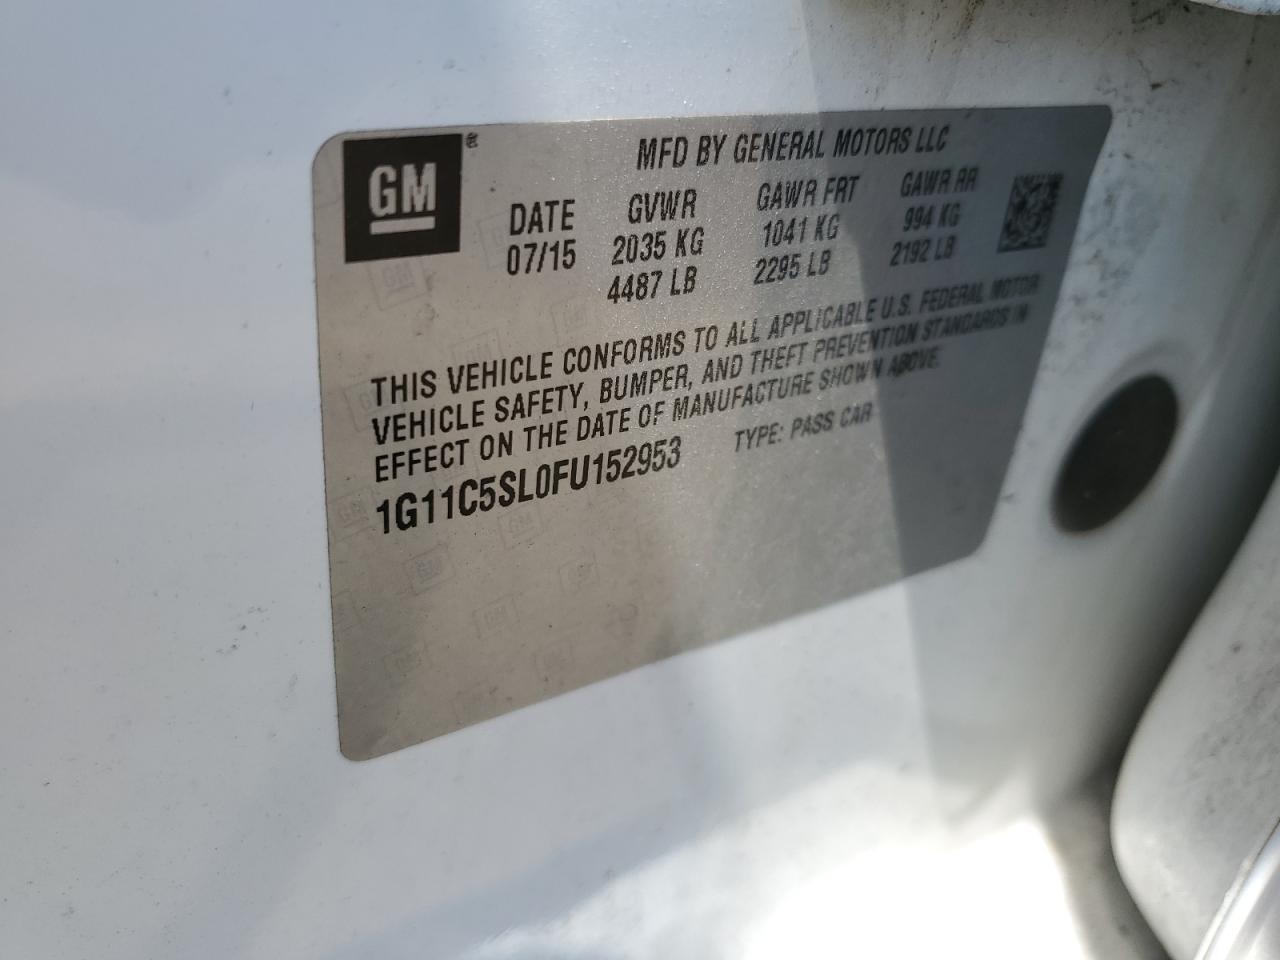 GM
MFD BY GENERAL MOTORS LLC
DATE GVWR GAWR FRT GAWR RR
07/15 2035 KG 1041 KG 994 KG
4487 LB 2295 LB 2192 LB
THIS VEHICLE CONFORMS TO ALL APPLICABLE U.S. FEDERAL MOTOR
VEHICLE SAFETY, BUMPER, AND THEFT PREVENTION STANDARDS IN
EFFECT ON THE DATE OF MANUFACTURE SHOWN ABOVE.
1G11C5SL0FU152953 TYPE: PASS CAR